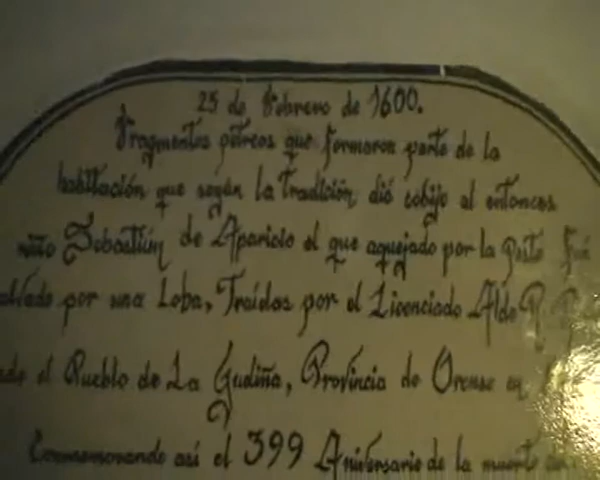 25 de Febrero de 1600.
Fragmentos pétreos que formaron parte de la
habitación que según la Tradición dió cobijo al entonces
niño Sebastián de Aparicio el que aquejado por la Peste Fué
por una Loba, Traídos por el Licenciado Aldo
el Pueblo de La Gudiña, Provincia de Orense en
Conmemorando así el 399 Aniversario de la muerte